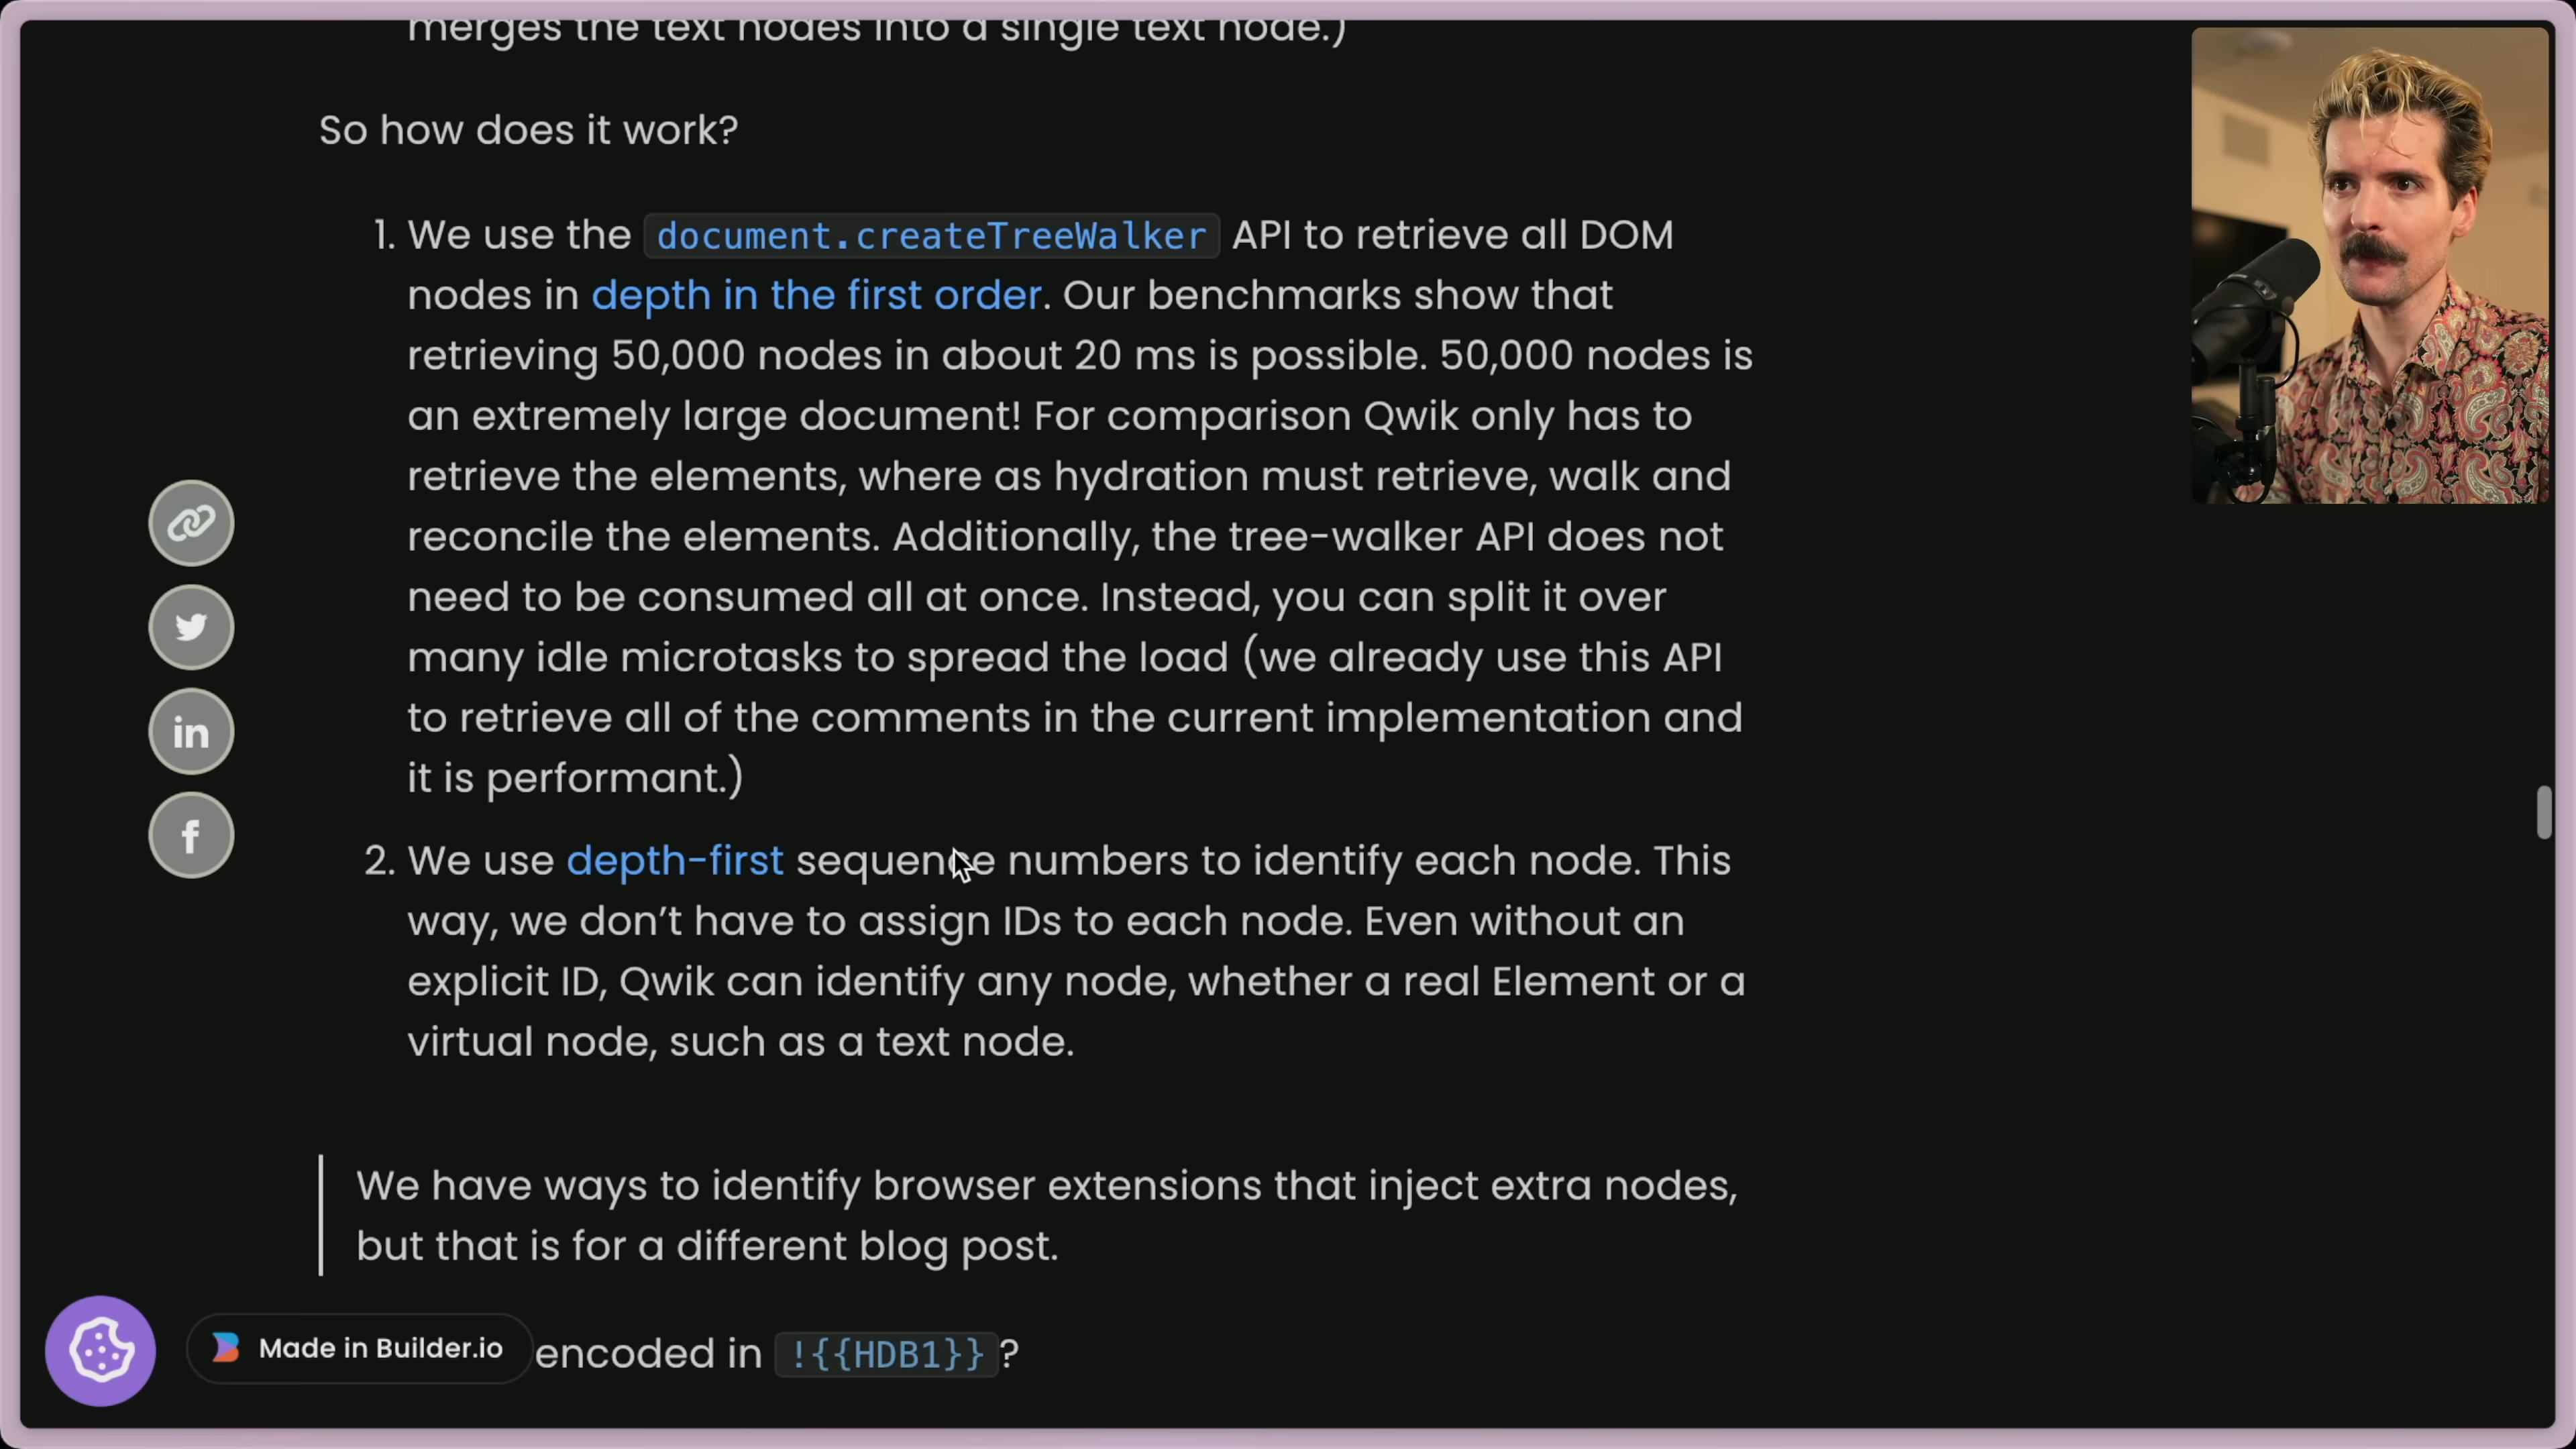 merges the text nodes into a single text node.)
So how does it work?
1. We use the document.createTreeWalker API to retrieve all DOM
nodes in depth in the first order. Our benchmarks show that
retrieving 50,000 nodes in about 20 ms is possible. 50,000 nodes is
an extremely large document! For comparison Qwik only has to
retrieve the elements, where as hydration must retrieve, walk and
reconcile the elements. Additionally, the tree-walker API does not
need to be consumed all at once. Instead, you can split it over
many idle microtasks to spread the load (we already use this API
to retrieve all of the comments in the current implementation and
it is performant.)
2. We use depth-first sequence numbers to identify each node. This
way, we don’t have to assign IDs to each node. Even without an
explicit ID, Qwik can identify any node, whether a real Element or a
virtual node, such as a text node.
We have ways to identify browser extensions that inject extra nodes,
but that is for a different blog post.
Made in Builder.io
encoded in !{{HDB1}}?
in
f